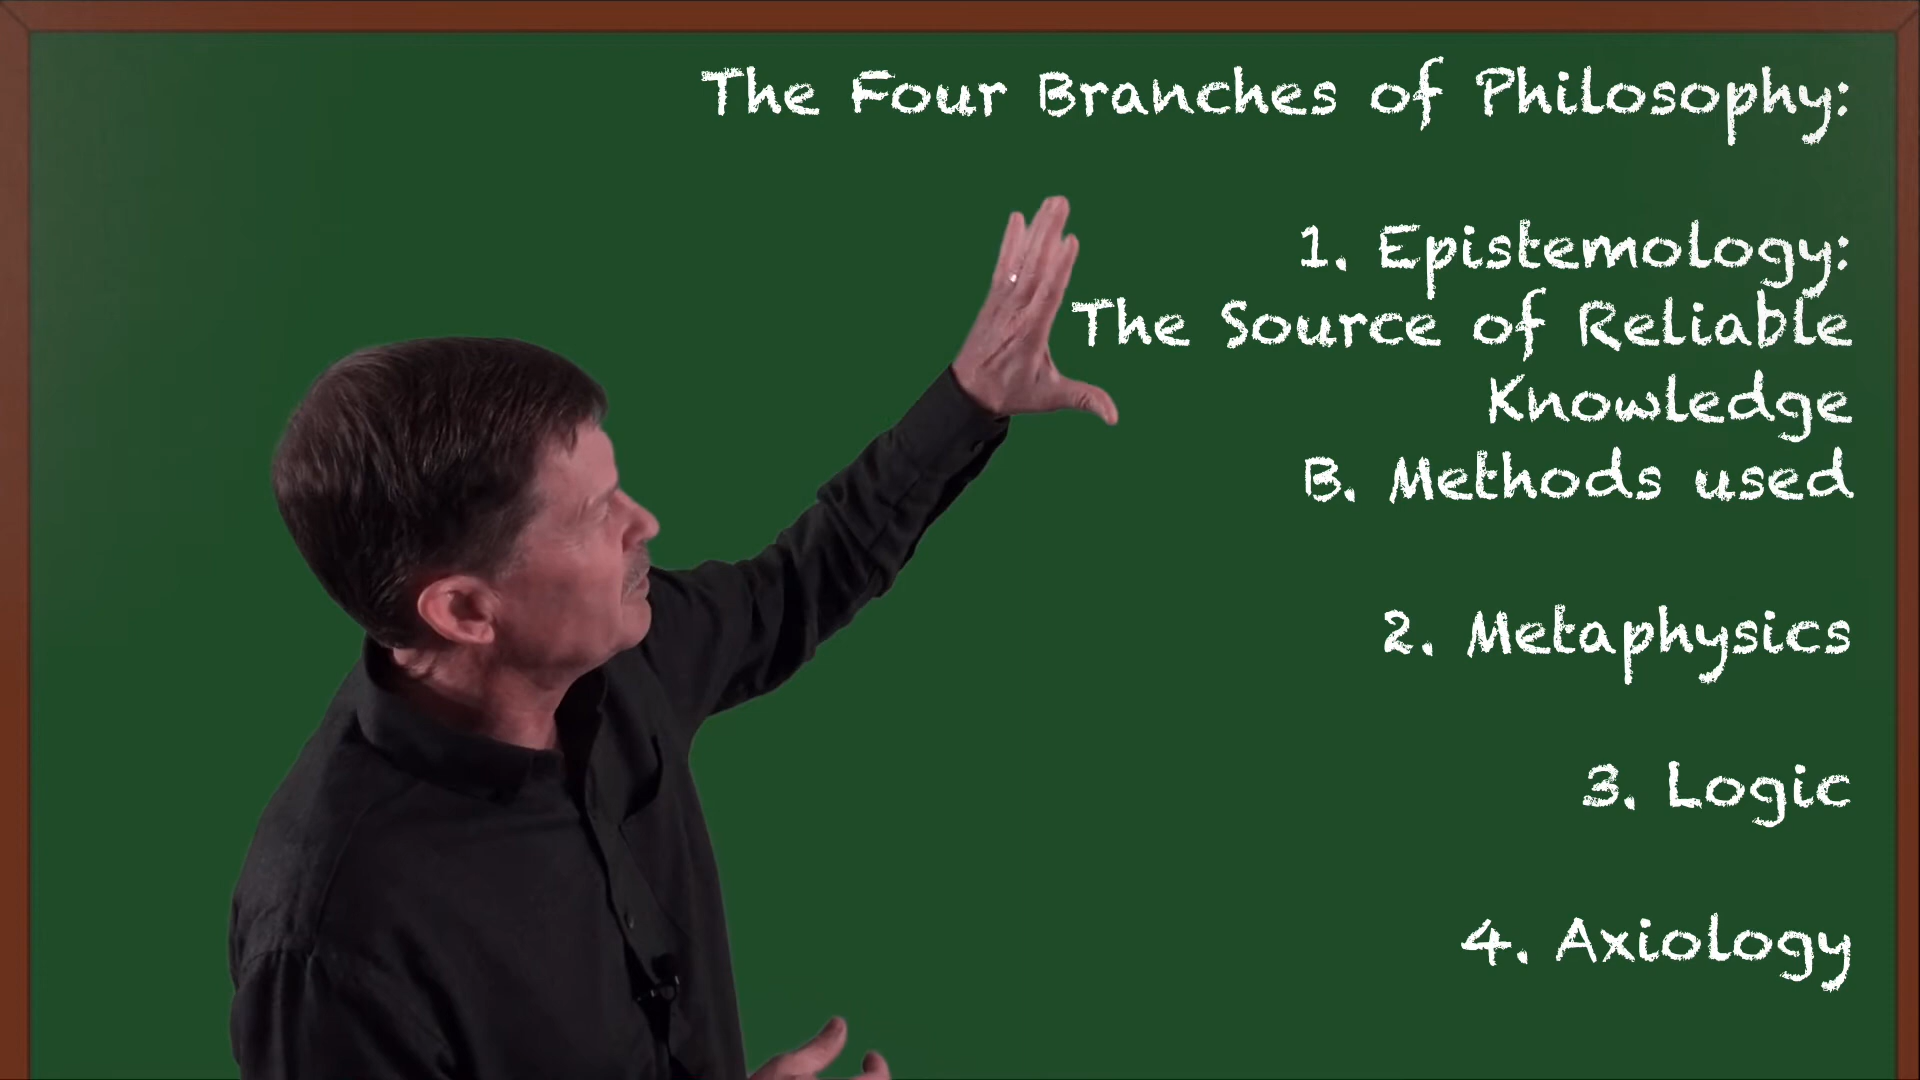 The Four Branches of Philosophy:
1. Epistemology:
The Source of Reliable
Knowledge
B. Methods used
2. Metaphysics
3. Logic
4. Axiology